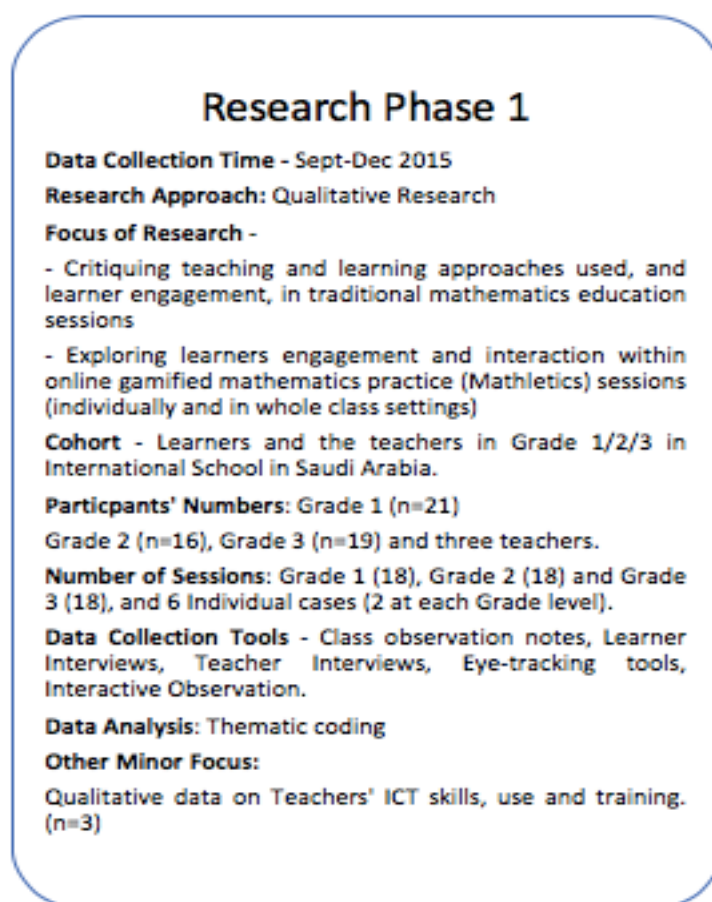 Research Phase 1
Data Collection Time - Sept-Dec 2015
Research Approach: Qualitative Research
Focus of Research -
- Critiquing teaching and learning approaches used, and
learner engagement, in traditional mathematics education
sessions
- Exploring learners engagement and interaction within
online gamified mathematics practice (Mathletics) sessions
(individually and in whole class settings)
Cohort - Learners and the teachers in Grade 1/2/3 in
International School in Saudi Arabia.
Particpants' Numbers: Grade 1 (n=21)
Grade 2 (n=16), Grade 3 (n=19) and three teachers.
Number of Sessions: Grade 1 (18), Grade 2 (18) and Grade
3 (18), and 6 Individual cases (2 at each Grade level).
Data Collection Tools - Class observation notes, Learner
Interviews, Teacher Interviews, Eye-tracking tools,
Interactive Observation.
Data Analysis: Thematic coding
Other Minor Focus:
Qualitative data on Teachers' ICT skills, use and training.
(n=3)